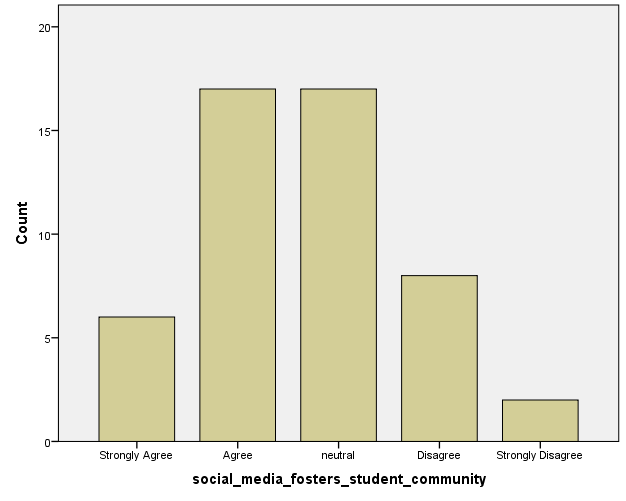 20
15
10
5
0
Count
Strongly Agree
Agree
neutral
Disagree
Strongly Disagree
social_media_fosters_student_community